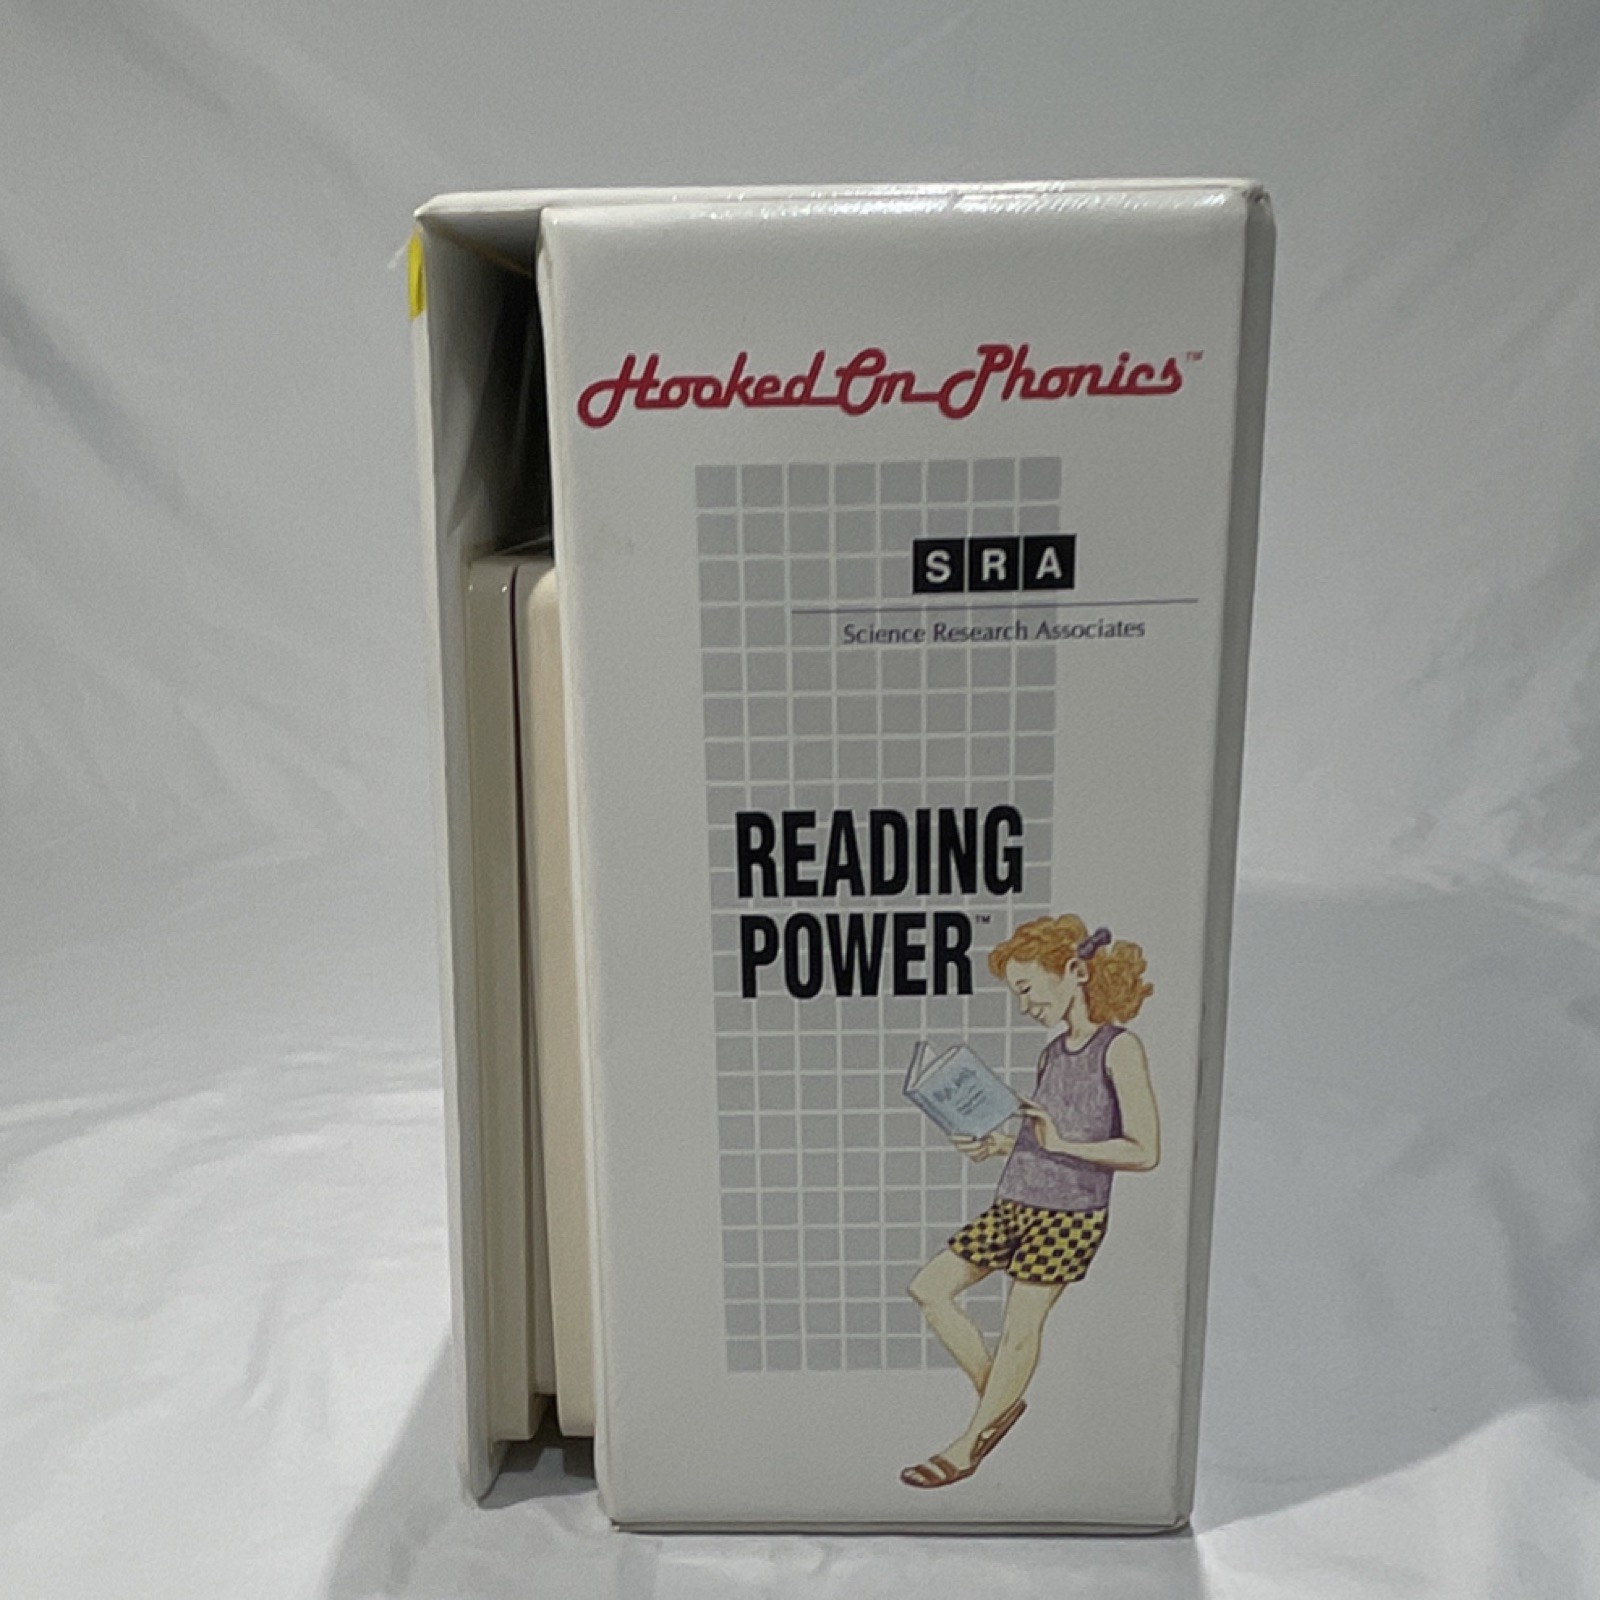 Hooked On Phonics™
SRA
Science Research Associates
READING
POWER™